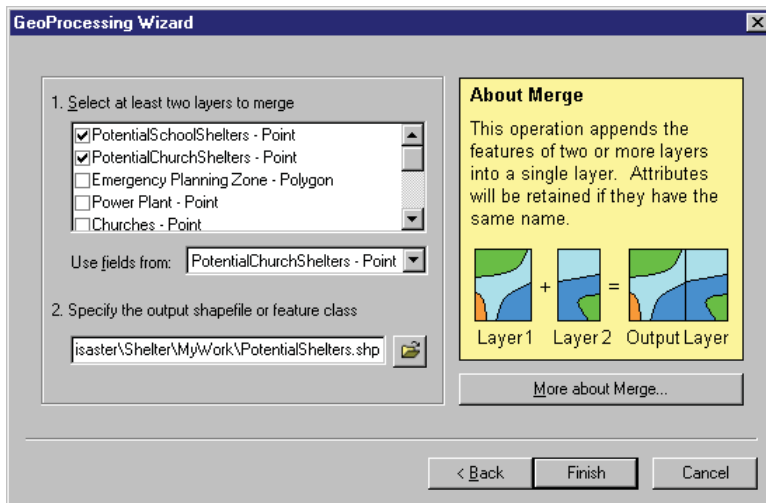 GeoProcessing Wizard
1. Select at least two layers to merge
PotentialSchoolShelters - Point
PotentialChurchShelters - Point
Emergency Planning Zone - Polygon
Power Plant - Point
Churches - Point
Use fields from: PotentialChurchShelters - Point
2. Specify the output shapefile or feature class
isaster\Shelter\MyWork\PotentialShelters.shp
About Merge
This operation appends the
features of two or more layers
into a single layer. Attributes
will be retained if they have the
same name.
+ =
Layer1 Layer 2 Output Layer
More about Merge...
< Back Finish Cancel